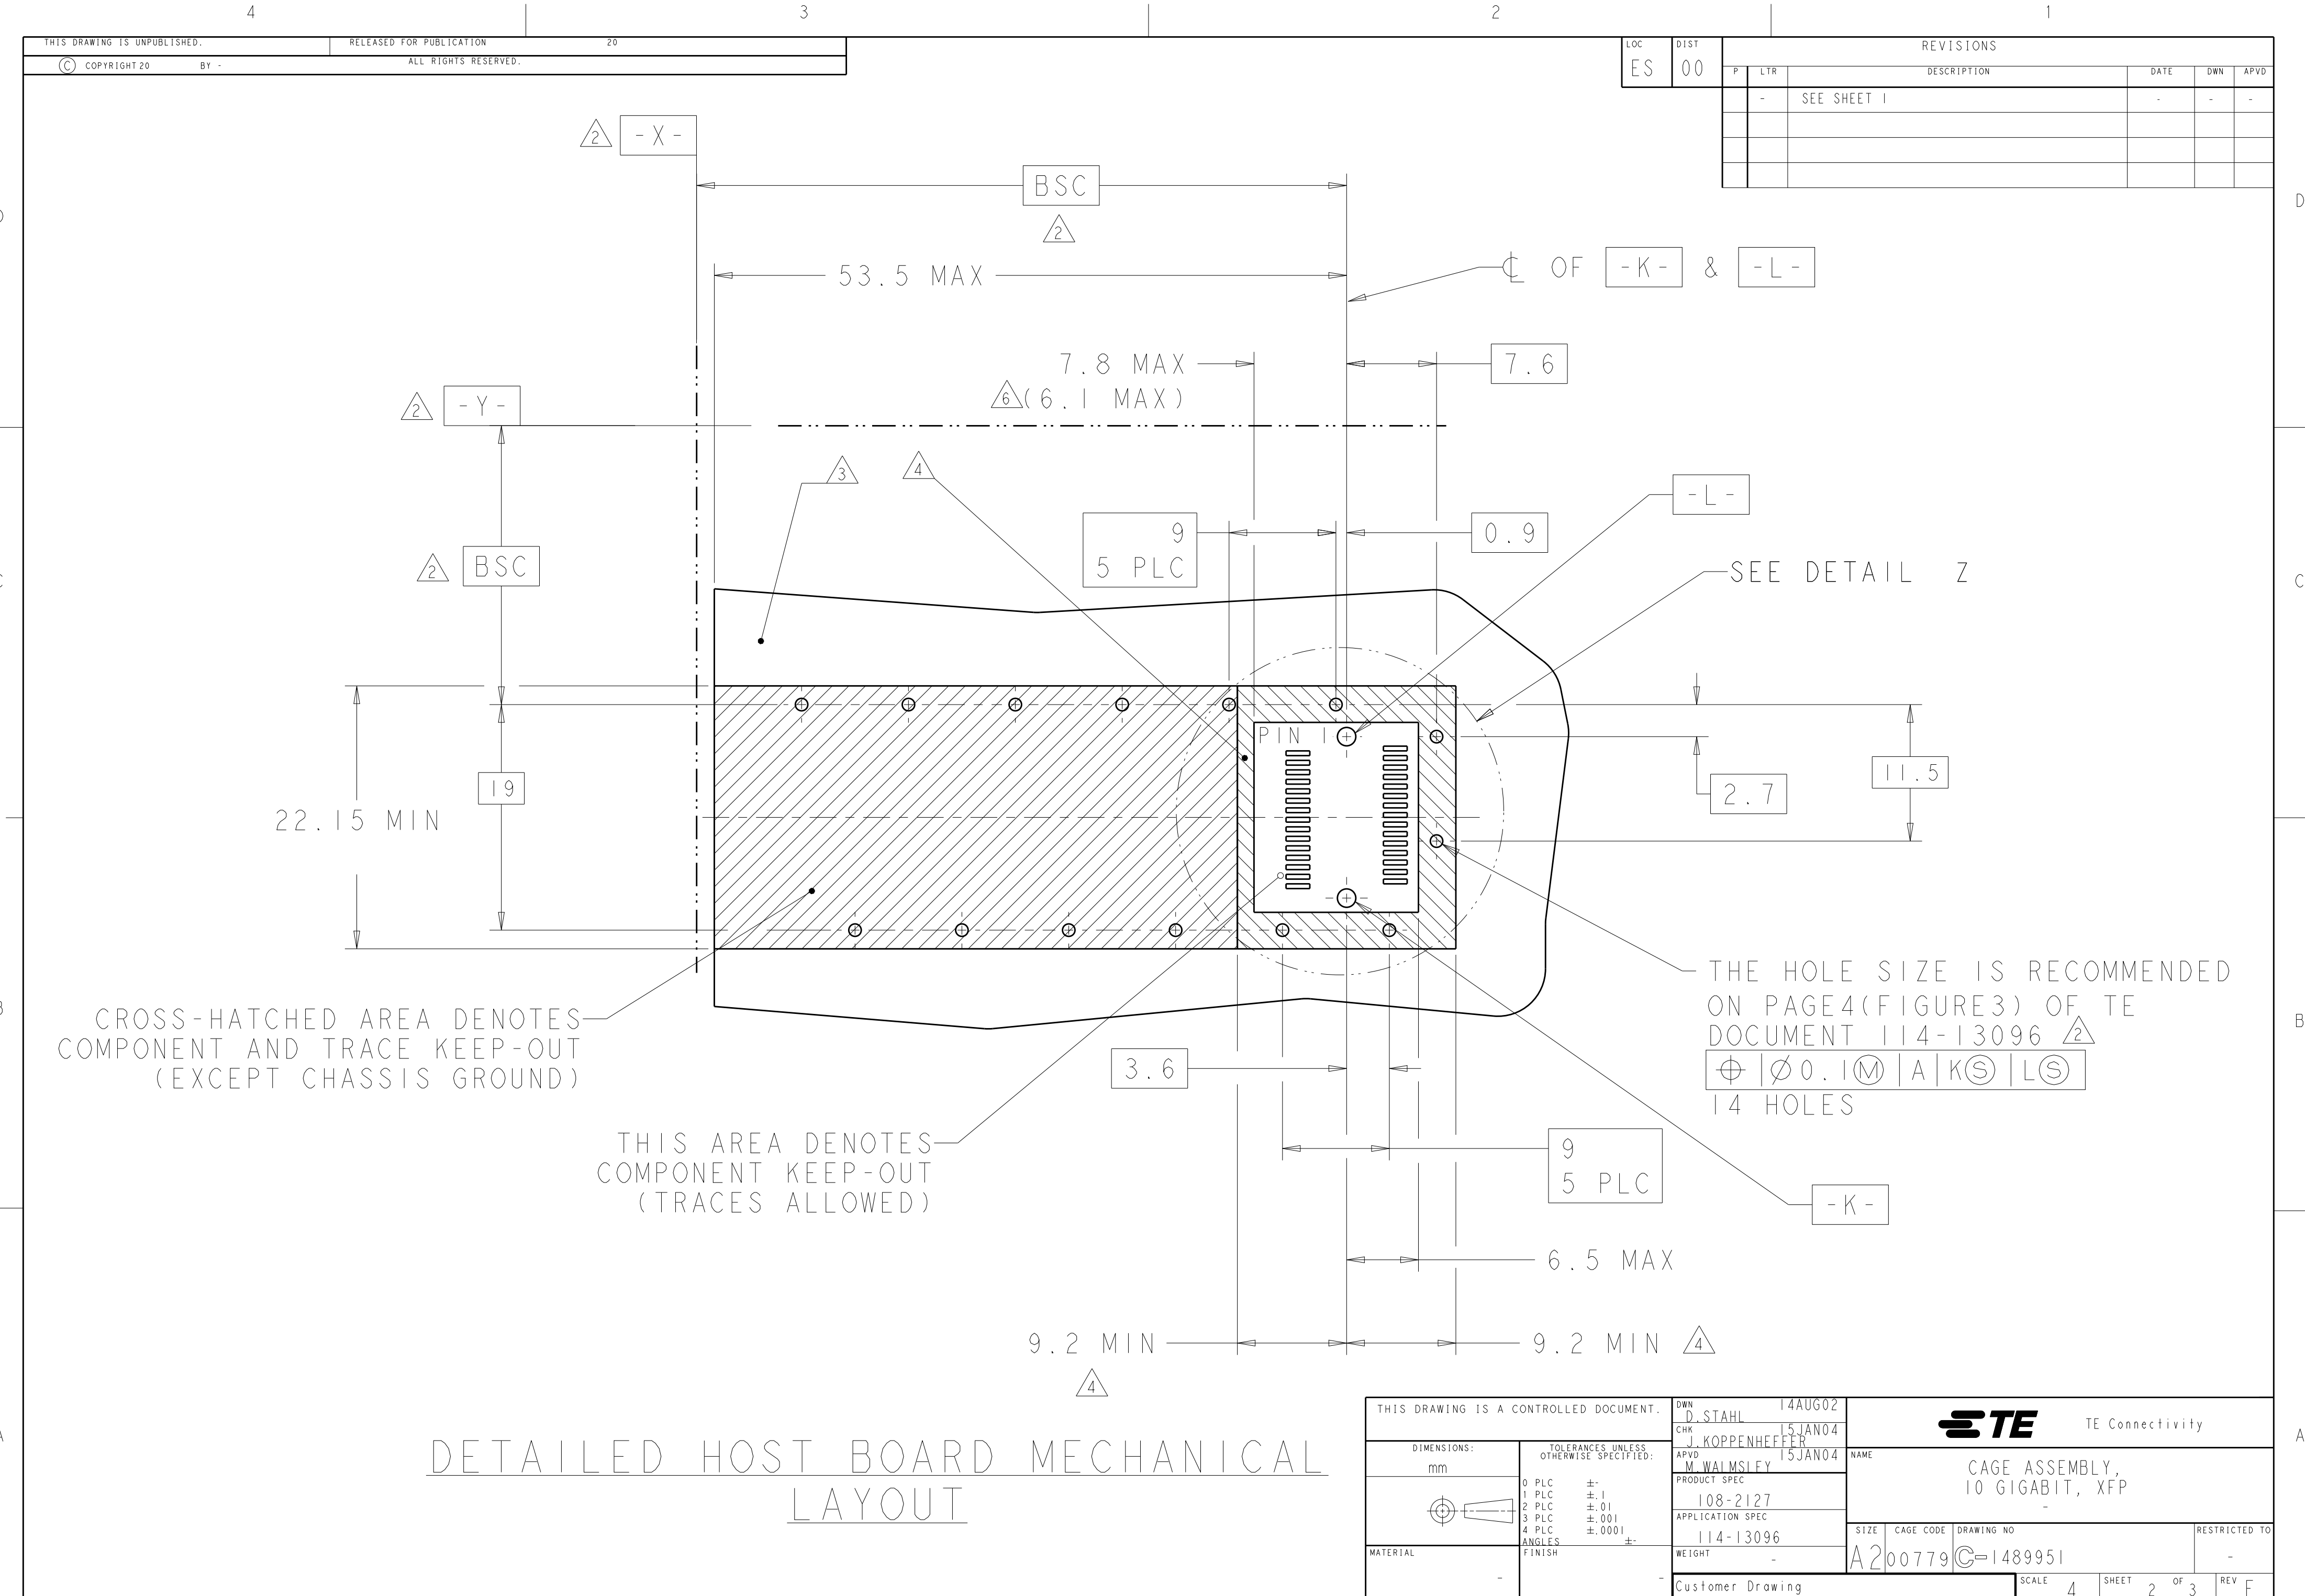 4 3 2 1
THIS DRAWING IS UNPUBLISHED. RELEASED FOR PUBLICATION 20
© COPYRIGHT 20 BY - ALL RIGHTS RESERVED.
LOC DIST REVISIONS
ES 00
P LTR DESCRIPTION DATE DWN APVD
- SEE SHEET 1 - - -
2 -X-
BSC
2
D
53.5 MAX
℄ OF -K- & -L-
7.8 MAX
7.6
6 (6.1 MAX)
2 -Y-
3 4
-L-
9
5 PLC
0.9
2 BSC
SEE DETAIL Z
C
PIN 1
19
22.15 MIN
2.7
11.5
CROSS-HATCHED AREA DENOTES
COMPONENT AND TRACE KEEP-OUT
(EXCEPT CHASSIS GROUND)
THE HOLE SIZE IS RECOMMENDED
ON PAGE4(FIGURE3) OF TE
DOCUMENT 114-13096 2
⌖ Ø0.1Ⓜ A KⓈ LⓈ
14 HOLES
B
3.6
THIS AREA DENOTES
COMPONENT KEEP-OUT
(TRACES ALLOWED)
9
5 PLC
-K-
6.5 MAX
9.2 MIN
4
9.2 MIN 4
DETAILED HOST BOARD MECHANICAL
LAYOUT
A
THIS DRAWING IS A CONTROLLED DOCUMENT.
DIMENSIONS:
mm
TOLERANCES UNLESS
OTHERWISE SPECIFIED:
0 PLC ±-
1 PLC ±.1
2 PLC ±.01
3 PLC ±.001
4 PLC ±.0001
ANGLES ±-
MATERIAL
-
FINISH
-
DWN 14AUG02
D.STAHL
CHK 15JAN04
J.KOPPENHEFFER
APVD 15JAN04
M.WALMSLEY
PRODUCT SPEC
108-2127
APPLICATION SPEC
114-13096
WEIGHT -
Customer Drawing
TE TE Connectivity
NAME
CAGE ASSEMBLY,
10 GIGABIT, XFP
-
SIZE CAGE CODE DRAWING NO RESTRICTED TO
A2 00779 C-1489951 -
SCALE 4 SHEET 2 OF 3 REV F